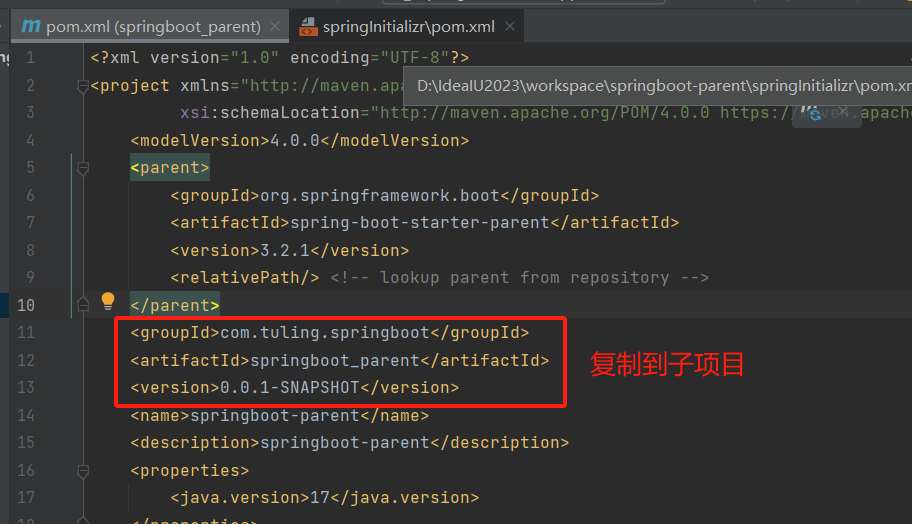 pom.xml (springboot_parent)
springInitializr\pom.xml
1 <?xml version="1.0" encoding="UTF-8"?>
2 <project xmlns="http://maven.apa
D:\IdeaIU2023\workspace\springboot-parent\springInitializr\pom.xm
3 xsi:schemaLocation="http://maven.apache.org/POM/4.0.0 https://maven.apache
4 <modelVersion>4.0.0</modelVersion>
5 <parent>
6 <groupId>org.springframework.boot</groupId>
7 <artifactId>spring-boot-starter-parent</artifactId>
8 <version>3.2.1</version>
9 <relativePath/> <!-- lookup parent from repository -->
10 </parent>
11 <groupId>com.tuling.springboot</groupId>
12 <artifactId>springboot_parent</artifactId>
复制到子项目
13 <version>0.0.1-SNAPSHOT</version>
14 <name>springboot-parent</name>
15 <description>springboot-parent</description>
16 <properties>
17 <java.version>17</java.version>